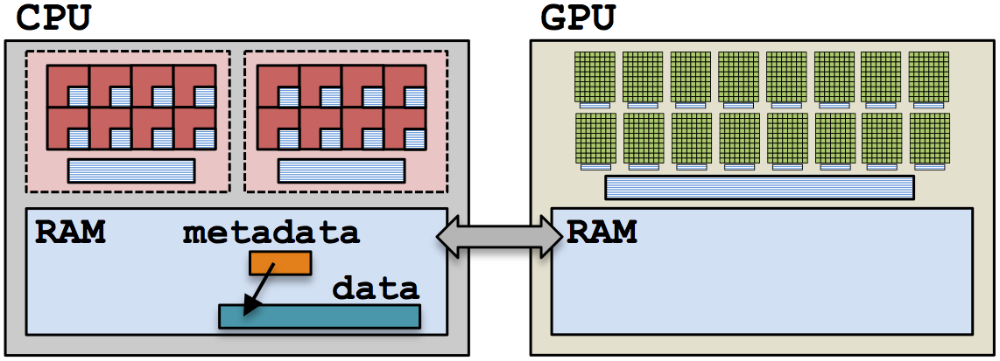 CPU
GPU
RAM
metadata
data
RAM